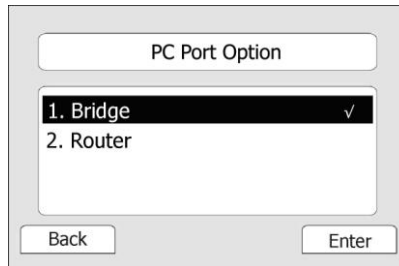 PC Port Option
1. Bridge √
2. Router
Back Enter